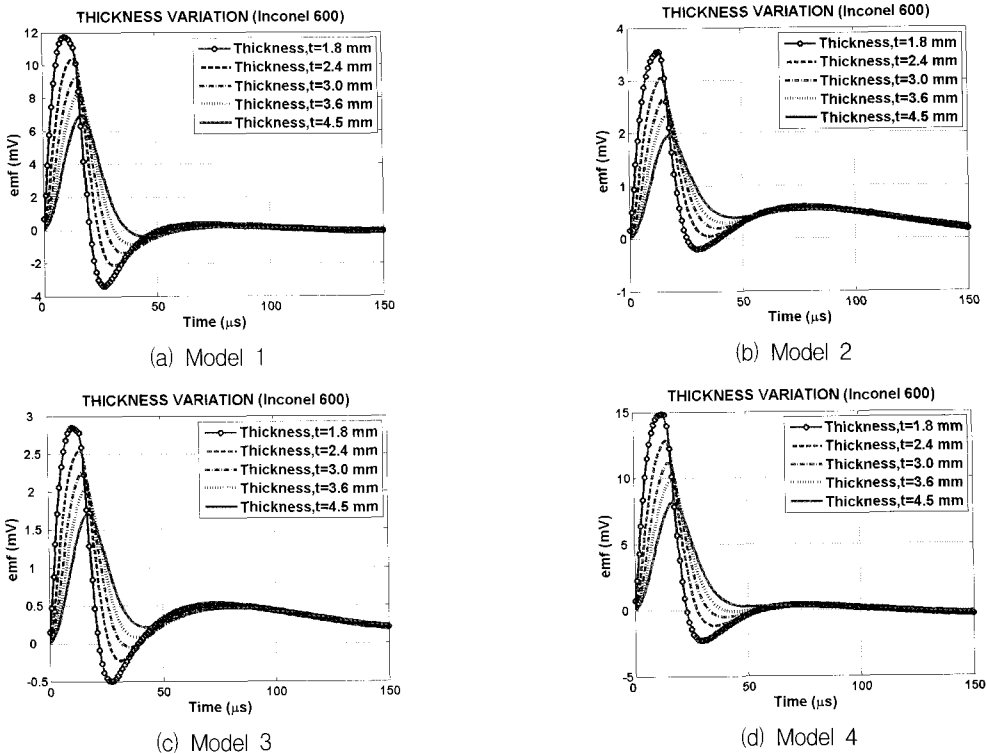 THICKNESS VARIATION (Inconel 600)
12
10
8
6
4
2
0
-2
-4
emf (mV)
Thickness,t=1.8 mm
Thickness,t=2.4 mm
Thickness,t=3.0 mm
Thickness,t=3.6 mm
Thickness,t=4.5 mm
0
50
100
150
Time (μs)
(a) Model 1
THICKNESS VARIATION (Inconel 600)
4
3
2
1
0
-1
emf (mV)
Thickness,t=1.8 mm
Thickness,t=2.4 mm
Thickness,t=3.0 mm
Thickness,t=3.6 mm
Thickness,t=4.5 mm
0
50
100
150
Time (μs)
(b) Model 2
THICKNESS VARIATION (Inconel 600)
3
2.5
2
1.5
1
0.5
0
-0.5
emf (mV)
Thickness,t=1.8 mm
Thickness,t=2.4 mm
Thickness,t=3.0 mm
Thickness,t=3.6 mm
Thickness,t=4.5 mm
0
50
100
150
Time (μs)
(c) Model 3
THICKNESS VARIATION (Inconel 600)
15
10
5
0
-5
emf (mV)
Thickness,t=1.8 mm
Thickness,t=2.4 mm
Thickness,t=3.0 mm
Thickness,t=3.6 mm
Thickness,t=4.5 mm
0
50
100
150
Time (μs)
(d) Model 4